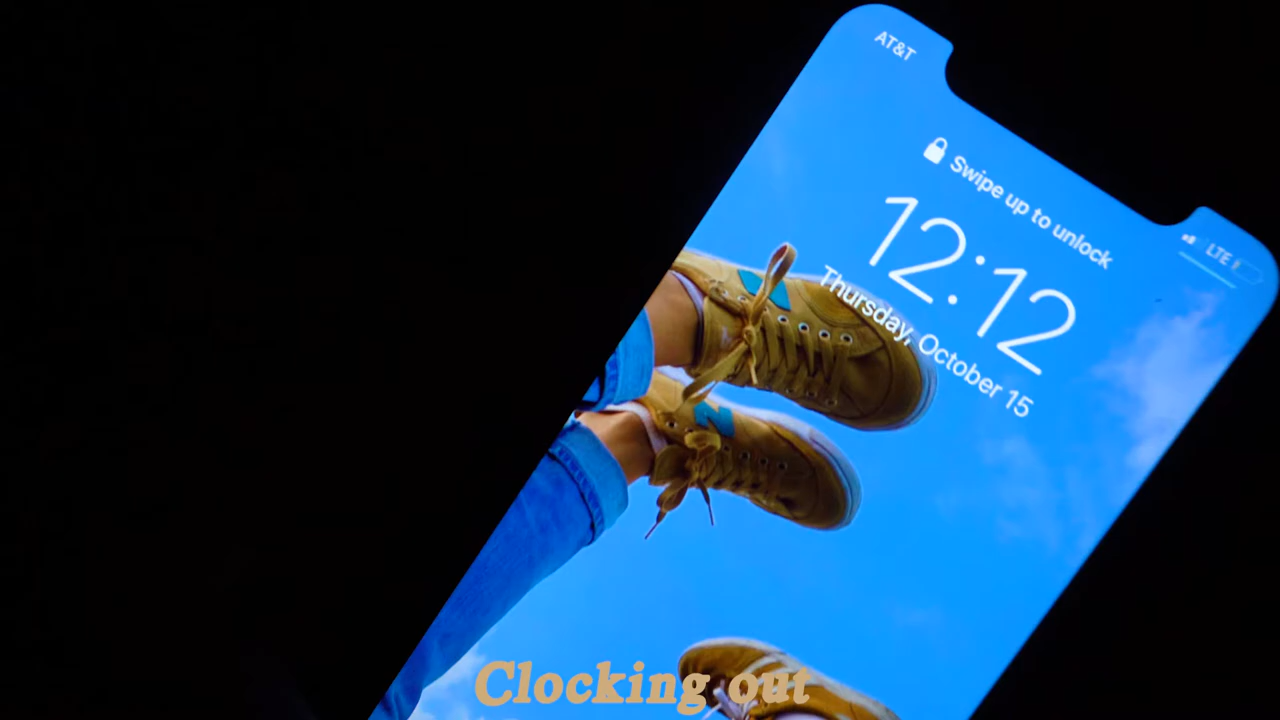 AT&T
LTE
Swipe up to unlock
12:12
Thursday, October 15
Clocking out